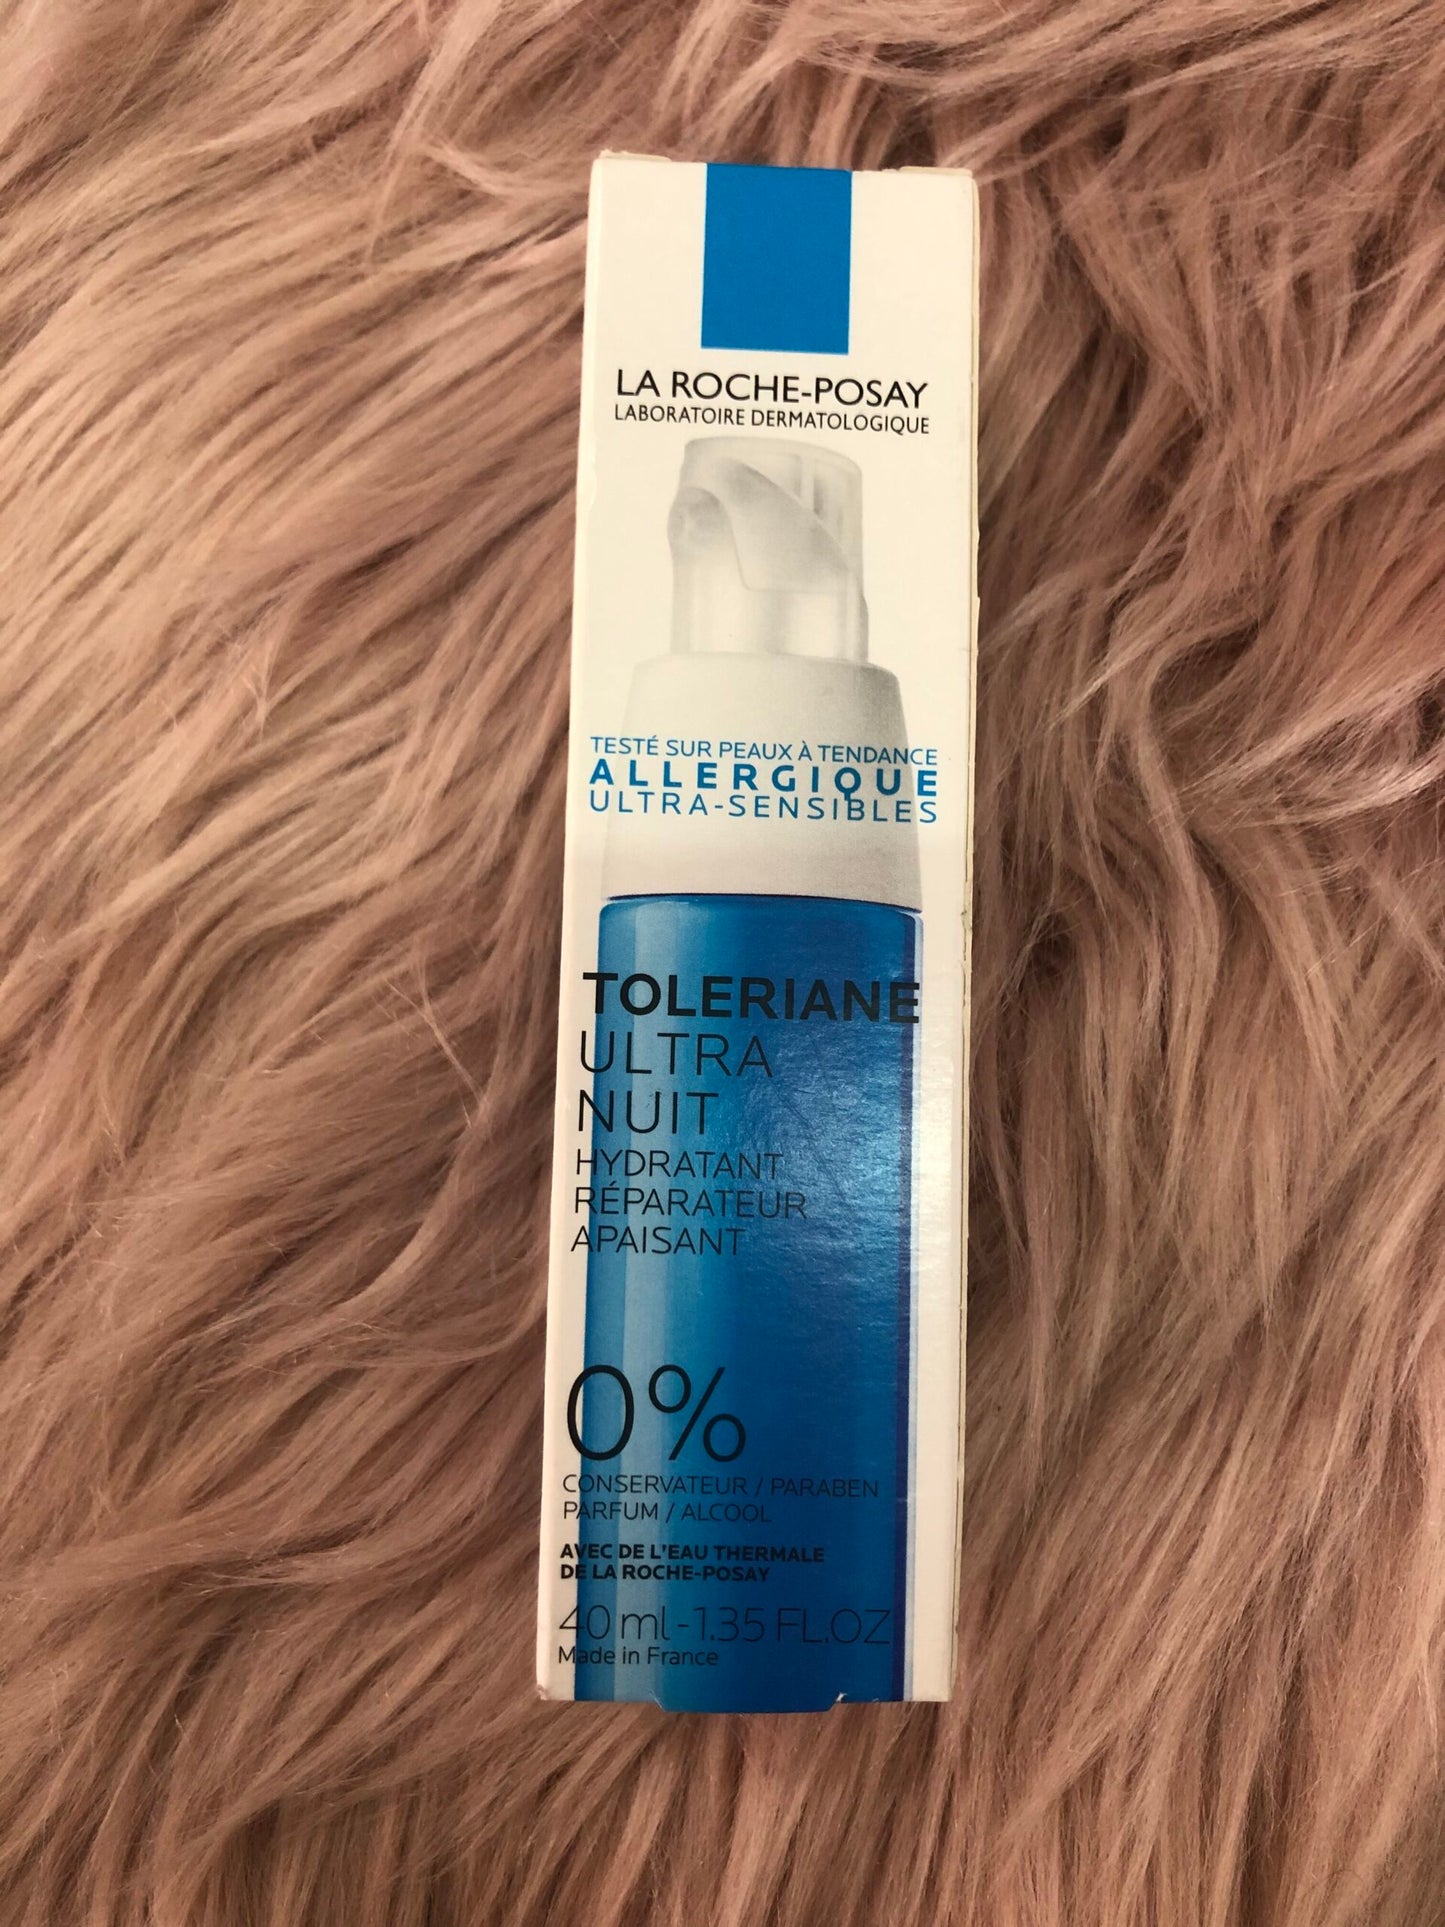 LA ROCHE-POSAY
LABORATOIRE DERMATOLOGIQUE
TESTÉ SUR PEAUX À TENDANCE
ALLERGIQUE
ULTRA-SENSIBLES
TOLERIANE
ULTRA
NUIT
HYDRATANT
RÉPARATEUR
APAISANT
0%
CONSERVATEUR / PARABEN
PARFUM / ALCOOL
AVEC DE L'EAU THERMALE
DE LA ROCHE-POSAY
40 ml - 1.35 FL.OZ
Made in France